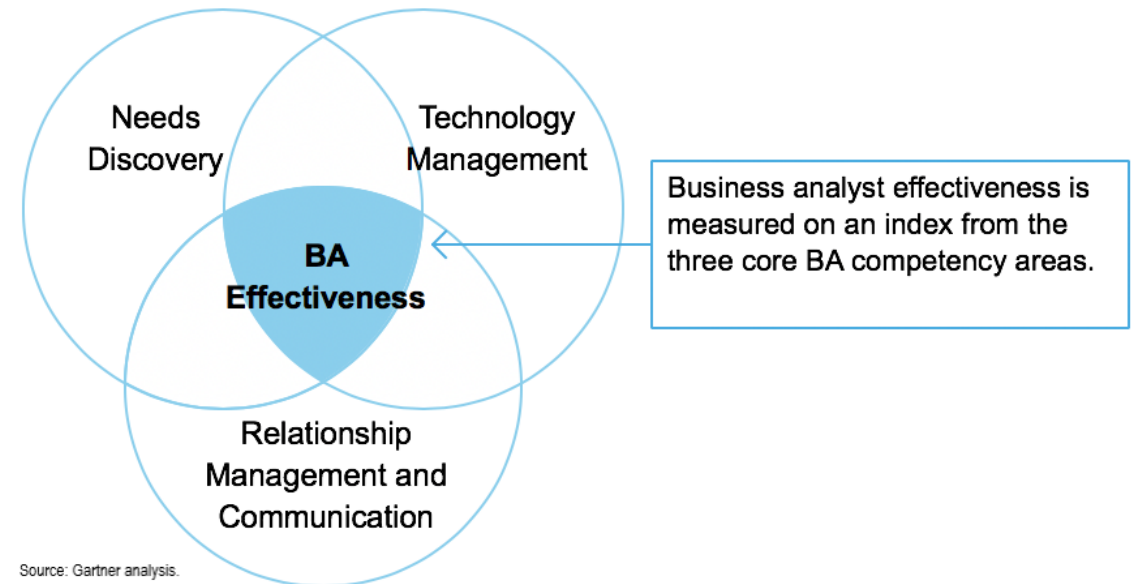 Needs
Discovery
Technology
Management
Business analyst effectiveness is
measured on an index from the
three core BA competency areas.
BA
Effectiveness
Relationship
Management and
Communication
Source: Gartner analysis.